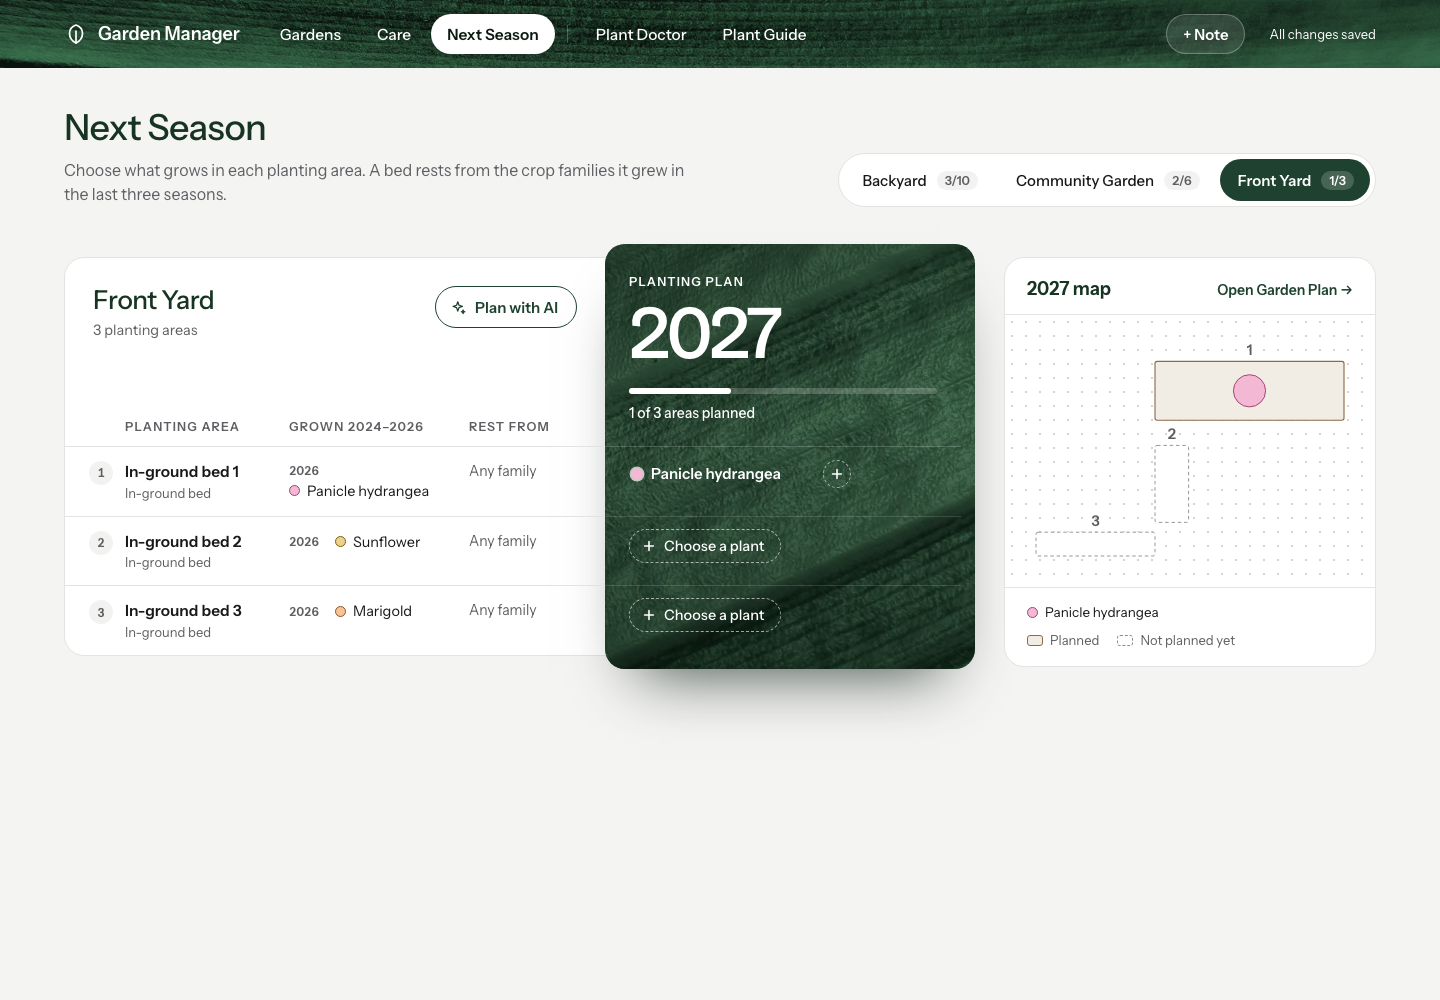 Garden Manager
Gardens
Care
Next Season
Plant Doctor
Plant Guide
+ Note
All changes saved
Next Season
Choose what grows in each planting area. A bed rests from the crop families it grew in
the last three seasons.
Backyard 3/10
Community Garden 2/6
Front Yard 1/3
Front Yard
3 planting areas
Plan with AI
PLANTING AREA
GROWN 2024–2026
REST FROM
1
In-ground bed 1
In-ground bed
2026
Panicle hydrangea
Any family
2
In-ground bed 2
In-ground bed
2026 Sunflower
Any family
3
In-ground bed 3
In-ground bed
2026 Marigold
Any family
PLANTING PLAN
2027
1 of 3 areas planned
Panicle hydrangea
+
+ Choose a plant
+ Choose a plant
2027 map
Open Garden Plan →
1
2
3
Panicle hydrangea
Planned
Not planned yet